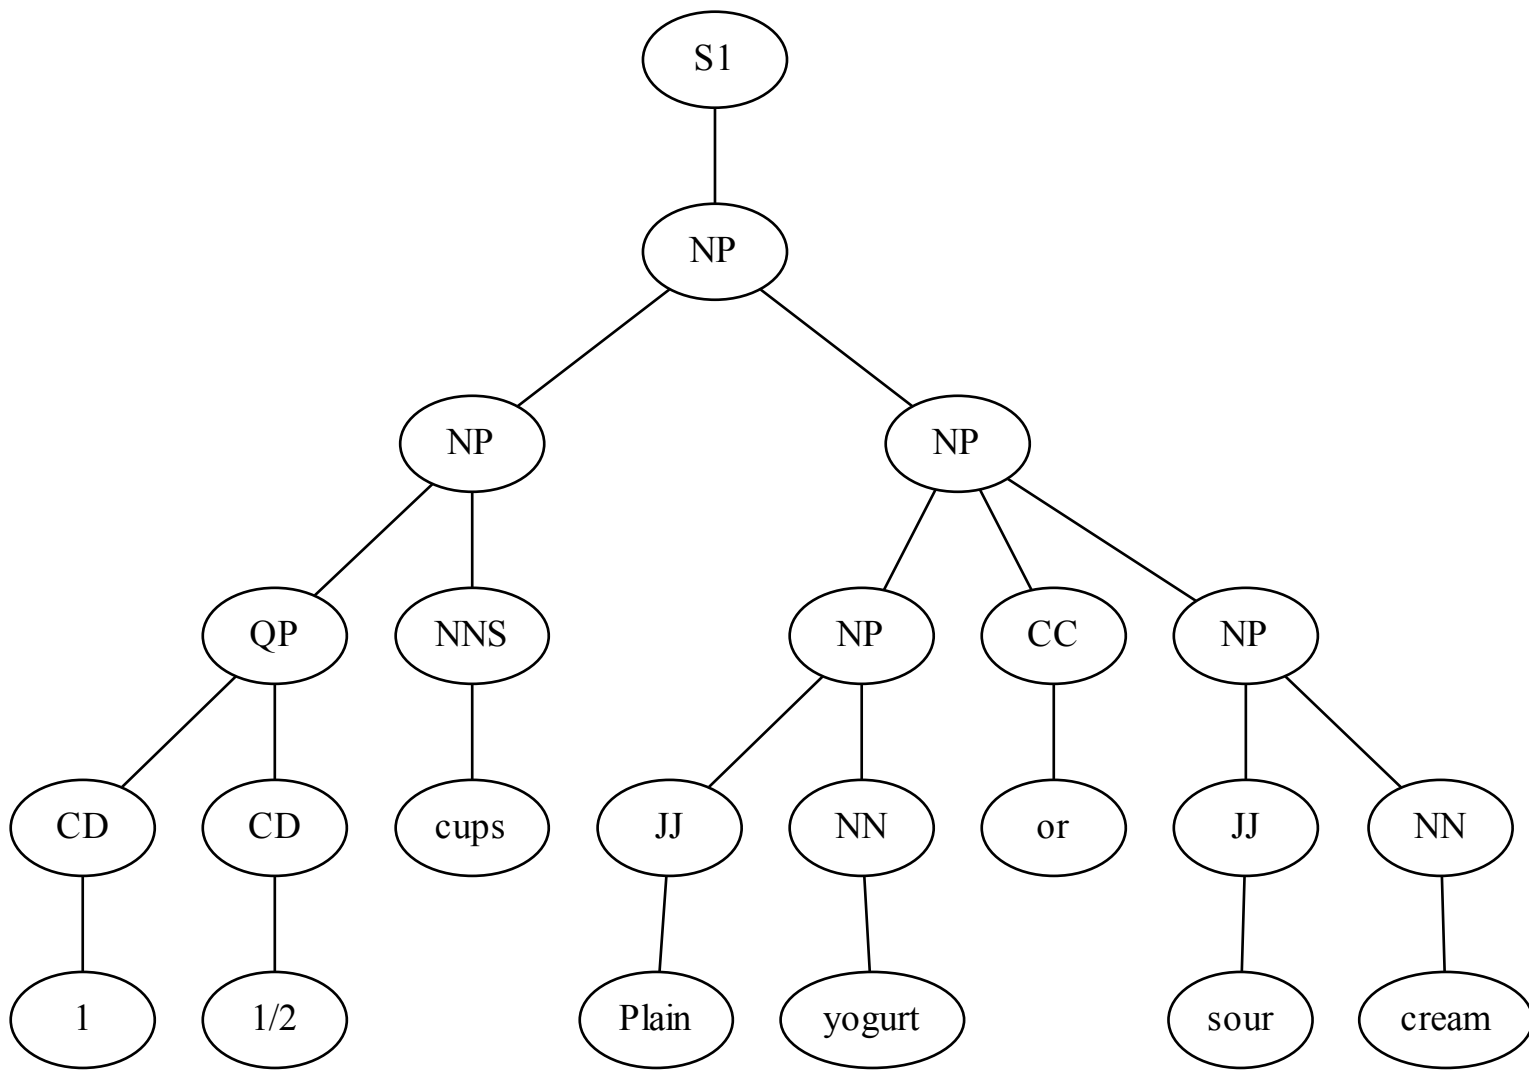 S1
NP
NP NP
QP NNS NP CC NP
CD CD cups JJ NN or JJ NN
1 1/2 Plain yogurt sour cream